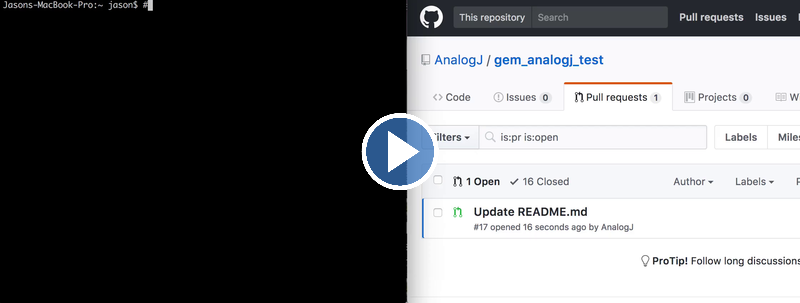 Jasons-MacBook-Pro:~ jason$ #
This repository Search Pull requests Issues
AnalogJ / gem_analogj_test
Code Issues 0 Pull requests 1 Projects 0
is:pr is:open Labels
1 Open 16 Closed Author Labels
Update README.md
#17 opened 16 seconds ago by AnalogJ
ProTip! Follow long discussions